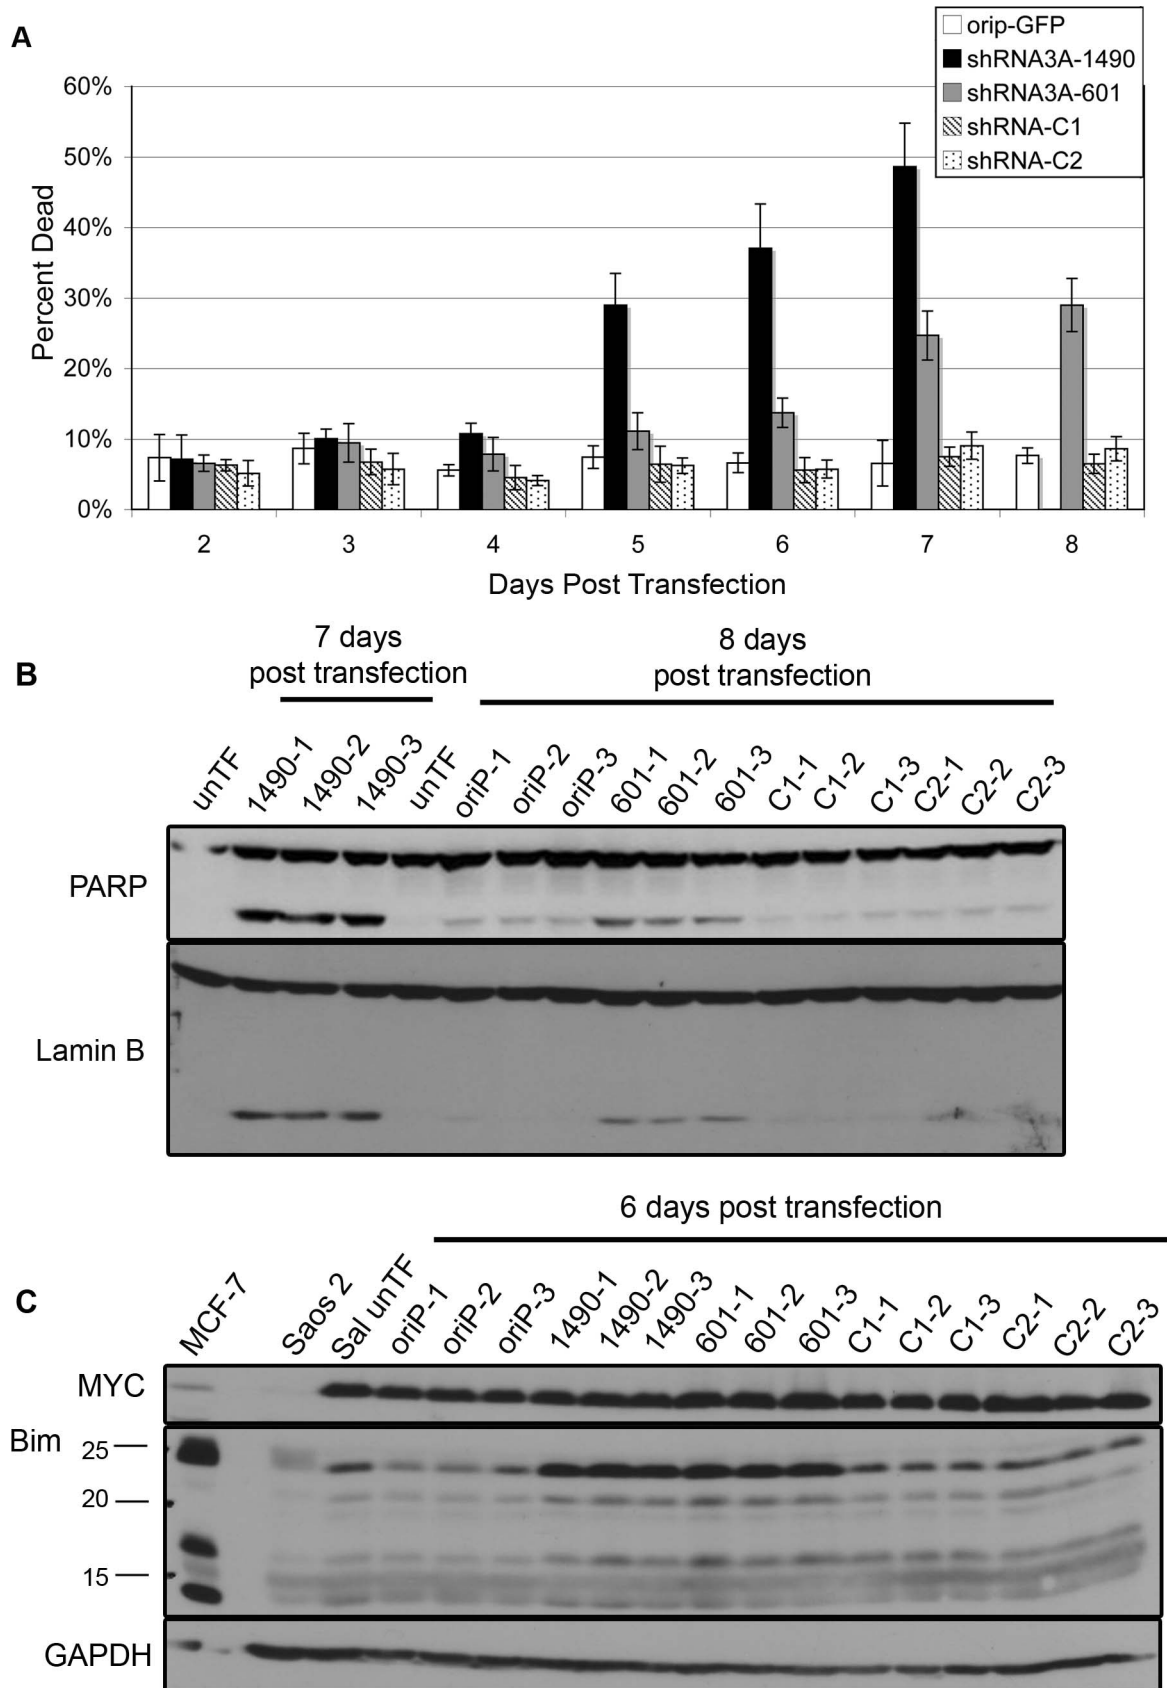 A
orip-GFP
shRNA3A-1490
shRNA3A-601
shRNA-C1
shRNA-C2
60%
50%
40%
30%
20%
10%
0%
Percent Dead
2 3 4 5 6 7 8
Days Post Transfection
B
7 days
post transfection
8 days
post transfection
unTF 1490-1 1490-2 1490-3 unTF oriP-1 oriP-2 oriP-3 601-1 601-2 601-3 C1-1 C1-2 C1-3 C2-1 C2-2 C2-3
PARP
Lamin B
6 days post transfection
C
MCF-7 Saos 2 Sal unTF oriP-1 oriP-2 oriP-3 1490-1 1490-2 1490-3 601-1 601-2 601-3 C1-1 C1-2 C1-3 C2-1 C2-2 C2-3
MYC
Bim
25
20
15
GAPDH